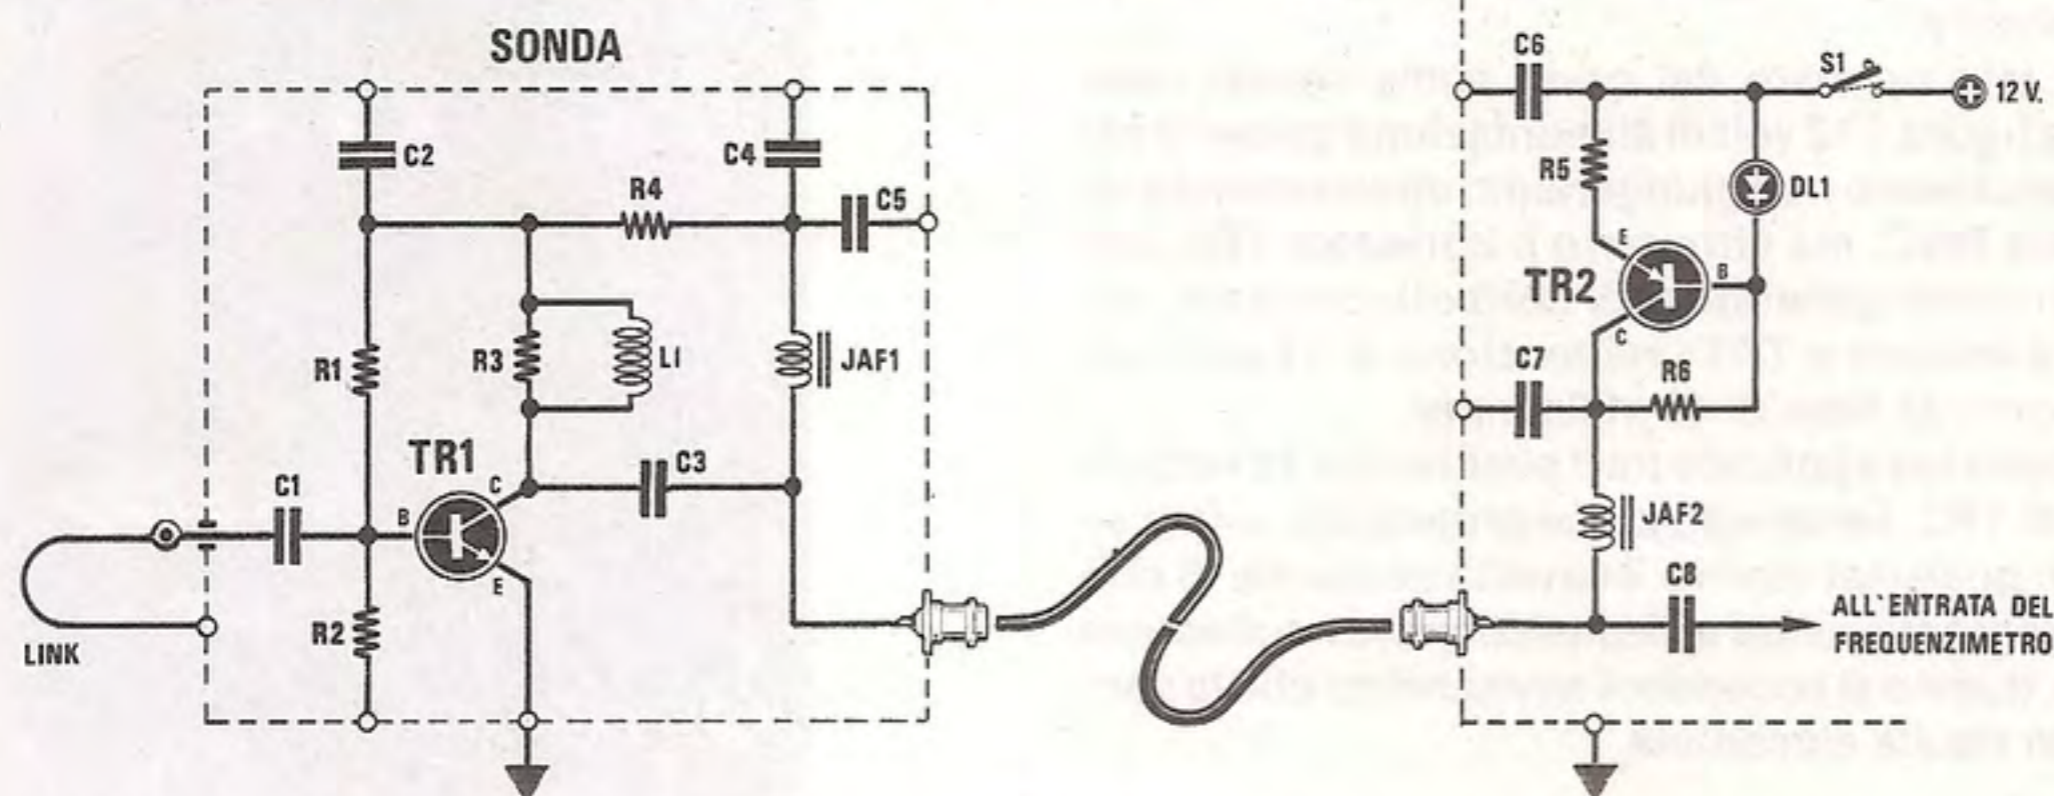 SONDA
C2
C4
R4
C5
R1
R3
L1
JAF1
TR1
C1
B
C
E
C3
R2
LINK
C6
S1
12 V.
R5
DL1
E
TR2
B
C
C7
R6
JAF2
C8
ALL'ENTRATA DEL
FREQUENZIMETRO